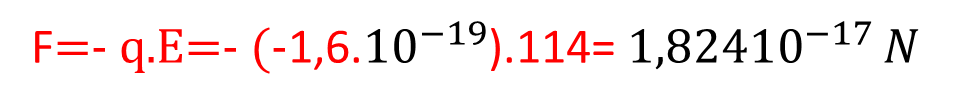 F=- q.E=- (-1,6.10⁻¹⁹).114= 1,82410⁻¹⁷ N